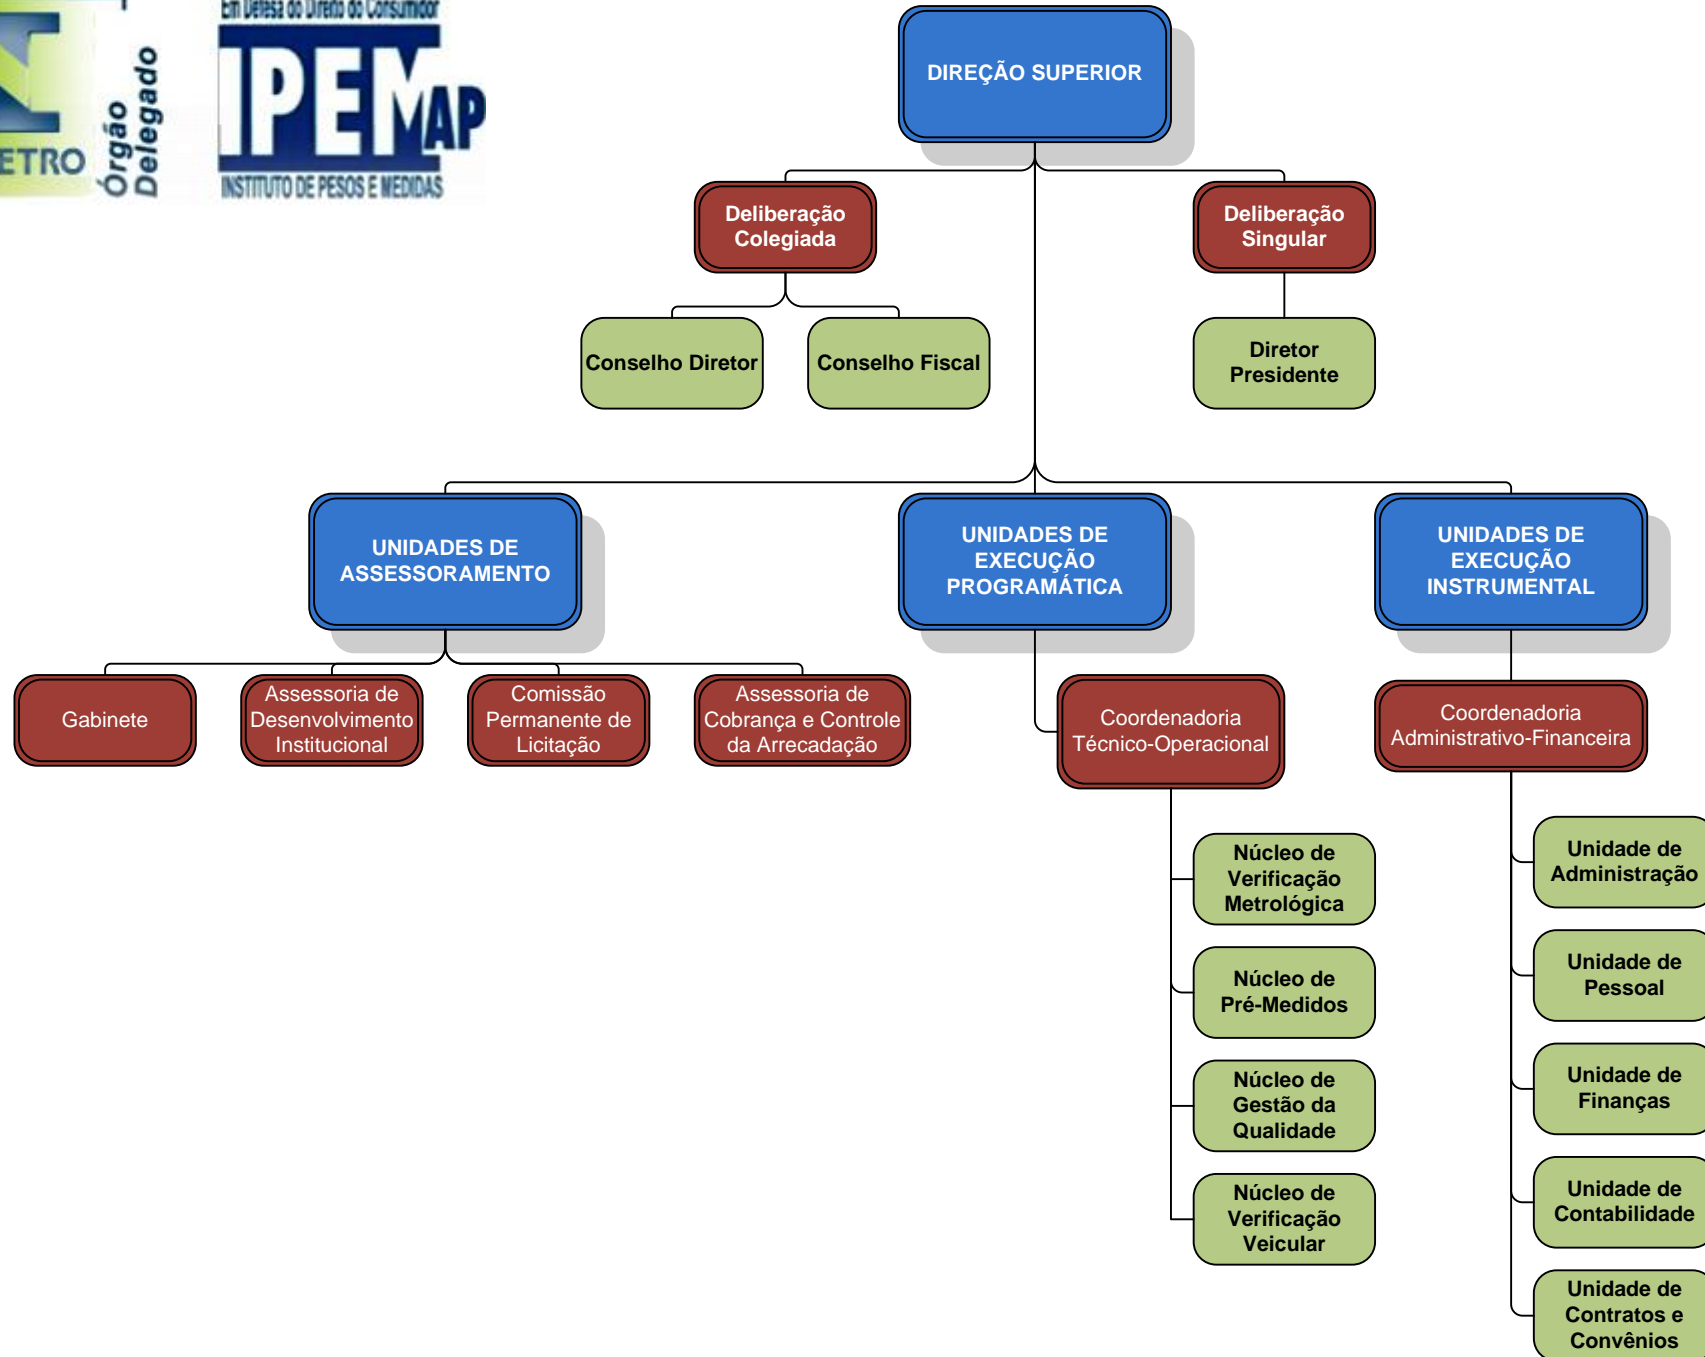 ETRO
Órgão
Delegado
Em Defesa do Direito do Consumidor
IPEM AP
INSTITUTO DE PESOS E MEDIDAS
DIREÇÃO SUPERIOR
Deliberação
Colegiada
Deliberação
Singular
Conselho Diretor
Conselho Fiscal
Diretor
Presidente
UNIDADES DE
ASSESSORAMENTO
UNIDADES DE
EXECUÇÃO
PROGRAMÁTICA
UNIDADES DE
EXECUÇÃO
INSTRUMENTAL
Gabinete
Assessoria de
Desenvolvimento
Institucional
Comissão
Permanente de
Licitação
Assessoria de
Cobrança e Controle
da Arrecadação
Coordenadoria
Técnico-Operacional
Coordenadoria
Administrativo-Financeira
Núcleo de
Verificação
Metrológica
Núcleo de
Pré-Medidos
Núcleo de
Gestão da
Qualidade
Núcleo de
Verificação
Veicular
Unidade de
Administração
Unidade de
Pessoal
Unidade de
Finanças
Unidade de
Contabilidade
Unidade de
Contratos e
Convênios